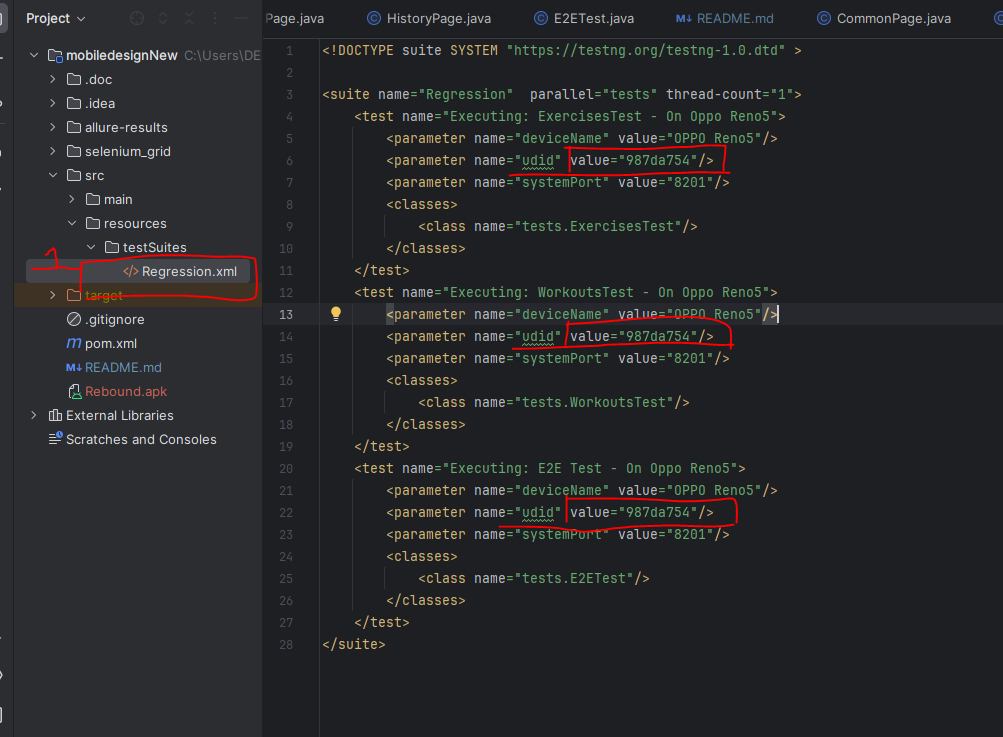 Project
Page.java
HistoryPage.java
E2ETest.java
M↓ README.md
CommonPage.java
mobiledesignNew C:\Users\DE
.doc
.idea
allure-results
selenium_grid
src
main
resources
testSuites
1
</> Regression.xml
target
.gitignore
m pom.xml
M↓ README.md
Rebound.apk
External Libraries
Scratches and Consoles
1 <!DOCTYPE suite SYSTEM "https://testng.org/testng-1.0.dtd" >
2
3 <suite name="Regression"  parallel="tests" thread-count="1">
4 <test name="Executing: ExercisesTest - On Oppo Reno5">
5 <parameter name="deviceName" value="OPPO Reno5"/>
6 <parameter name="udid" value="987da754"/>
7 <parameter name="systemPort" value="8201"/>
8 <classes>
9 <class name="tests.ExercisesTest"/>
10 </classes>
11 </test>
12 <test name="Executing: WorkoutsTest - On Oppo Reno5">
13 <parameter name="deviceName" value="OPPO Reno5"/>
14 <parameter name="udid" value="987da754"/>
15 <parameter name="systemPort" value="8201"/>
16 <classes>
17 <class name="tests.WorkoutsTest"/>
18 </classes>
19 </test>
20 <test name="Executing: E2E Test - On Oppo Reno5">
21 <parameter name="deviceName" value="OPPO Reno5"/>
22 <parameter name="udid" value="987da754"/>
23 <parameter name="systemPort" value="8201"/>
24 <classes>
25 <class name="tests.E2ETest"/>
26 </classes>
27 </test>
28 </suite>